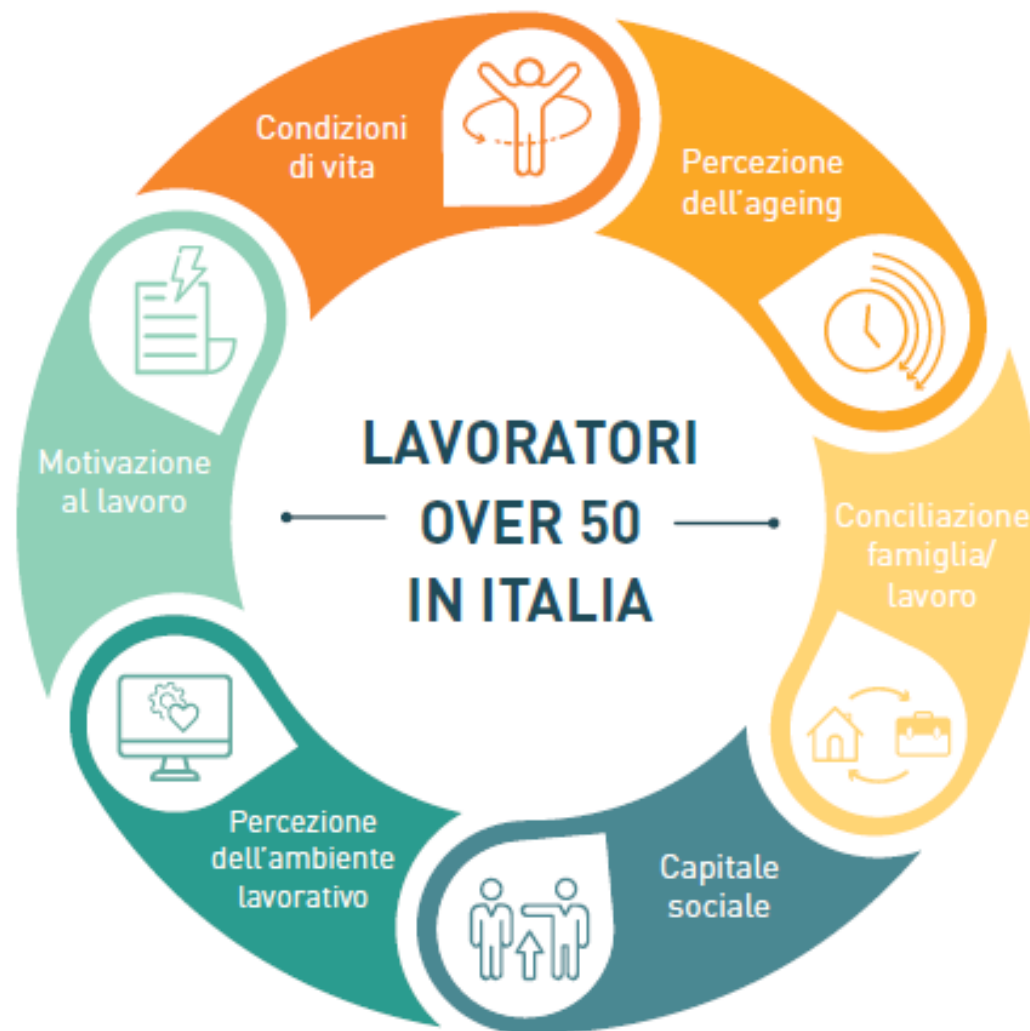 Condizioni
di vita
Percezione
dell'ageing
Conciliazione
famiglia/
lavoro
Capitale
sociale
Percezione
dell'ambiente
lavorativo
Motivazione
al lavoro
LAVORATORI
OVER 50
IN ITALIA